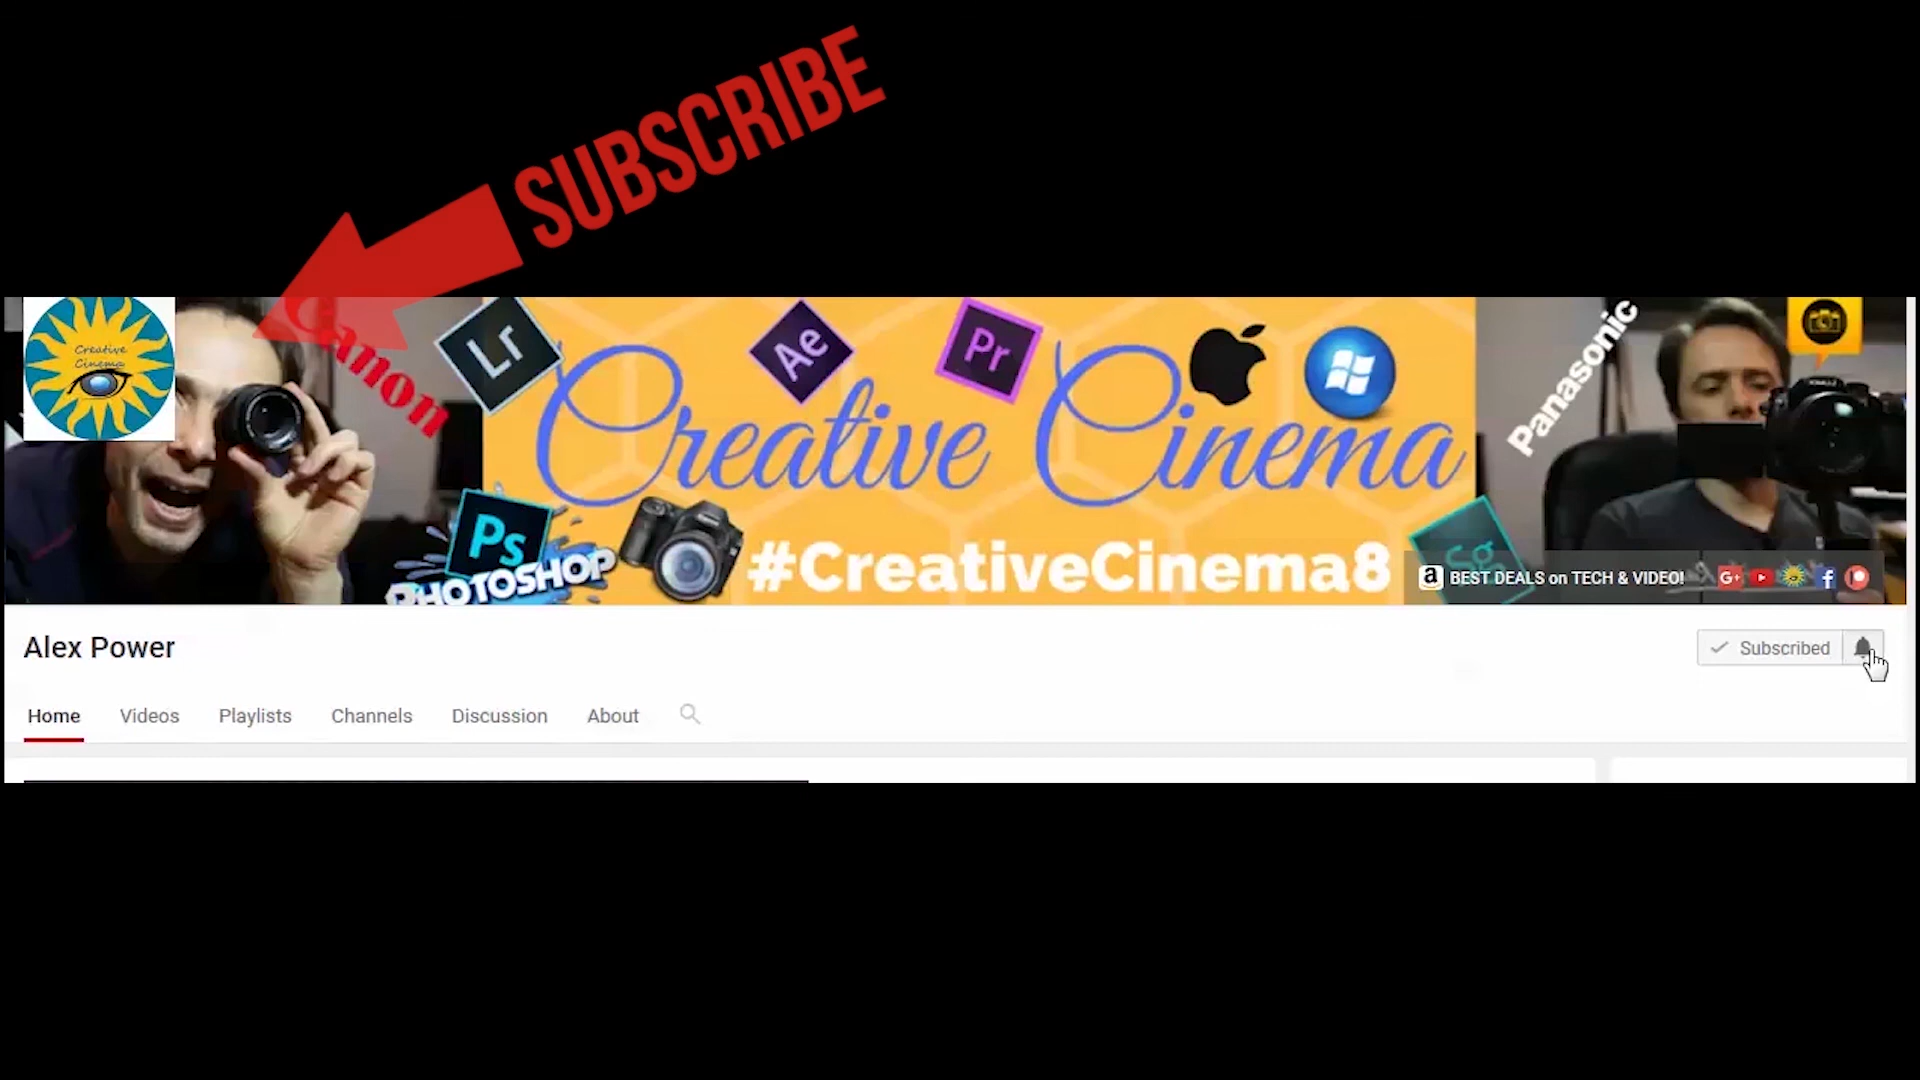 SUBSCRIBE
Creative
Cinema
Canon
Lr
Ae
Pr
Panasonic
Creative Cinema
Ps
PHOTOSHOP
#CreativeCinema8
Sg
a BEST DEALS on TECH & VIDEO! G+ f
Alex Power
Subscribed
Home Videos Playlists Channels Discussion About